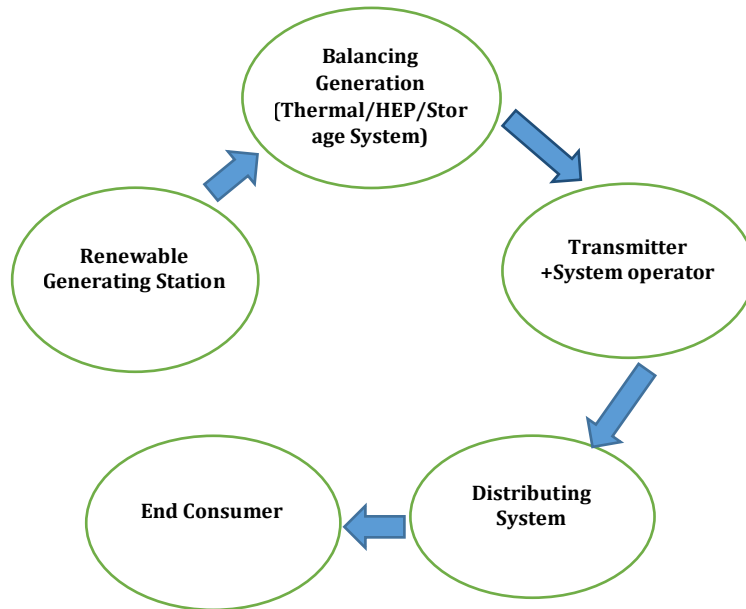 Balancing
Generation
(Thermal/HEP/Stor
age System)
Renewable
Generating Station
Transmitter
+System operator
Distributing
System
End Consumer